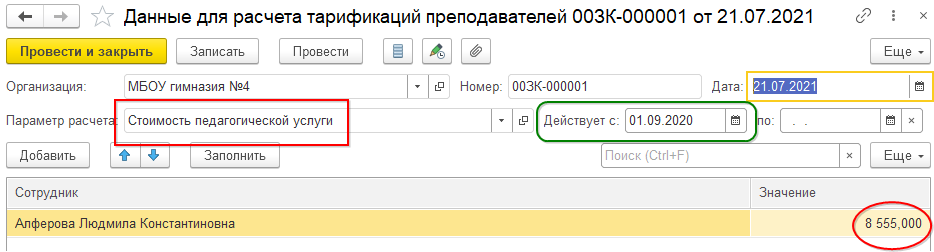 Данные для расчета тарификаций преподавателей 00ЗК-000001 от 21.07.2021
Провести и закрыть Записать Провести Еще
Организация: МБОУ гимназия №4 Номер: 00ЗК-000001 Дата: 21.07.2021
Параметр расчета: Стоимость педагогической услуги Действует с: 01.09.2020 по: . .
Добавить Заполнить Поиск (Ctrl+F) × Еще
Сотрудник Значение
Алферова Людмила Константиновна 8 555,000